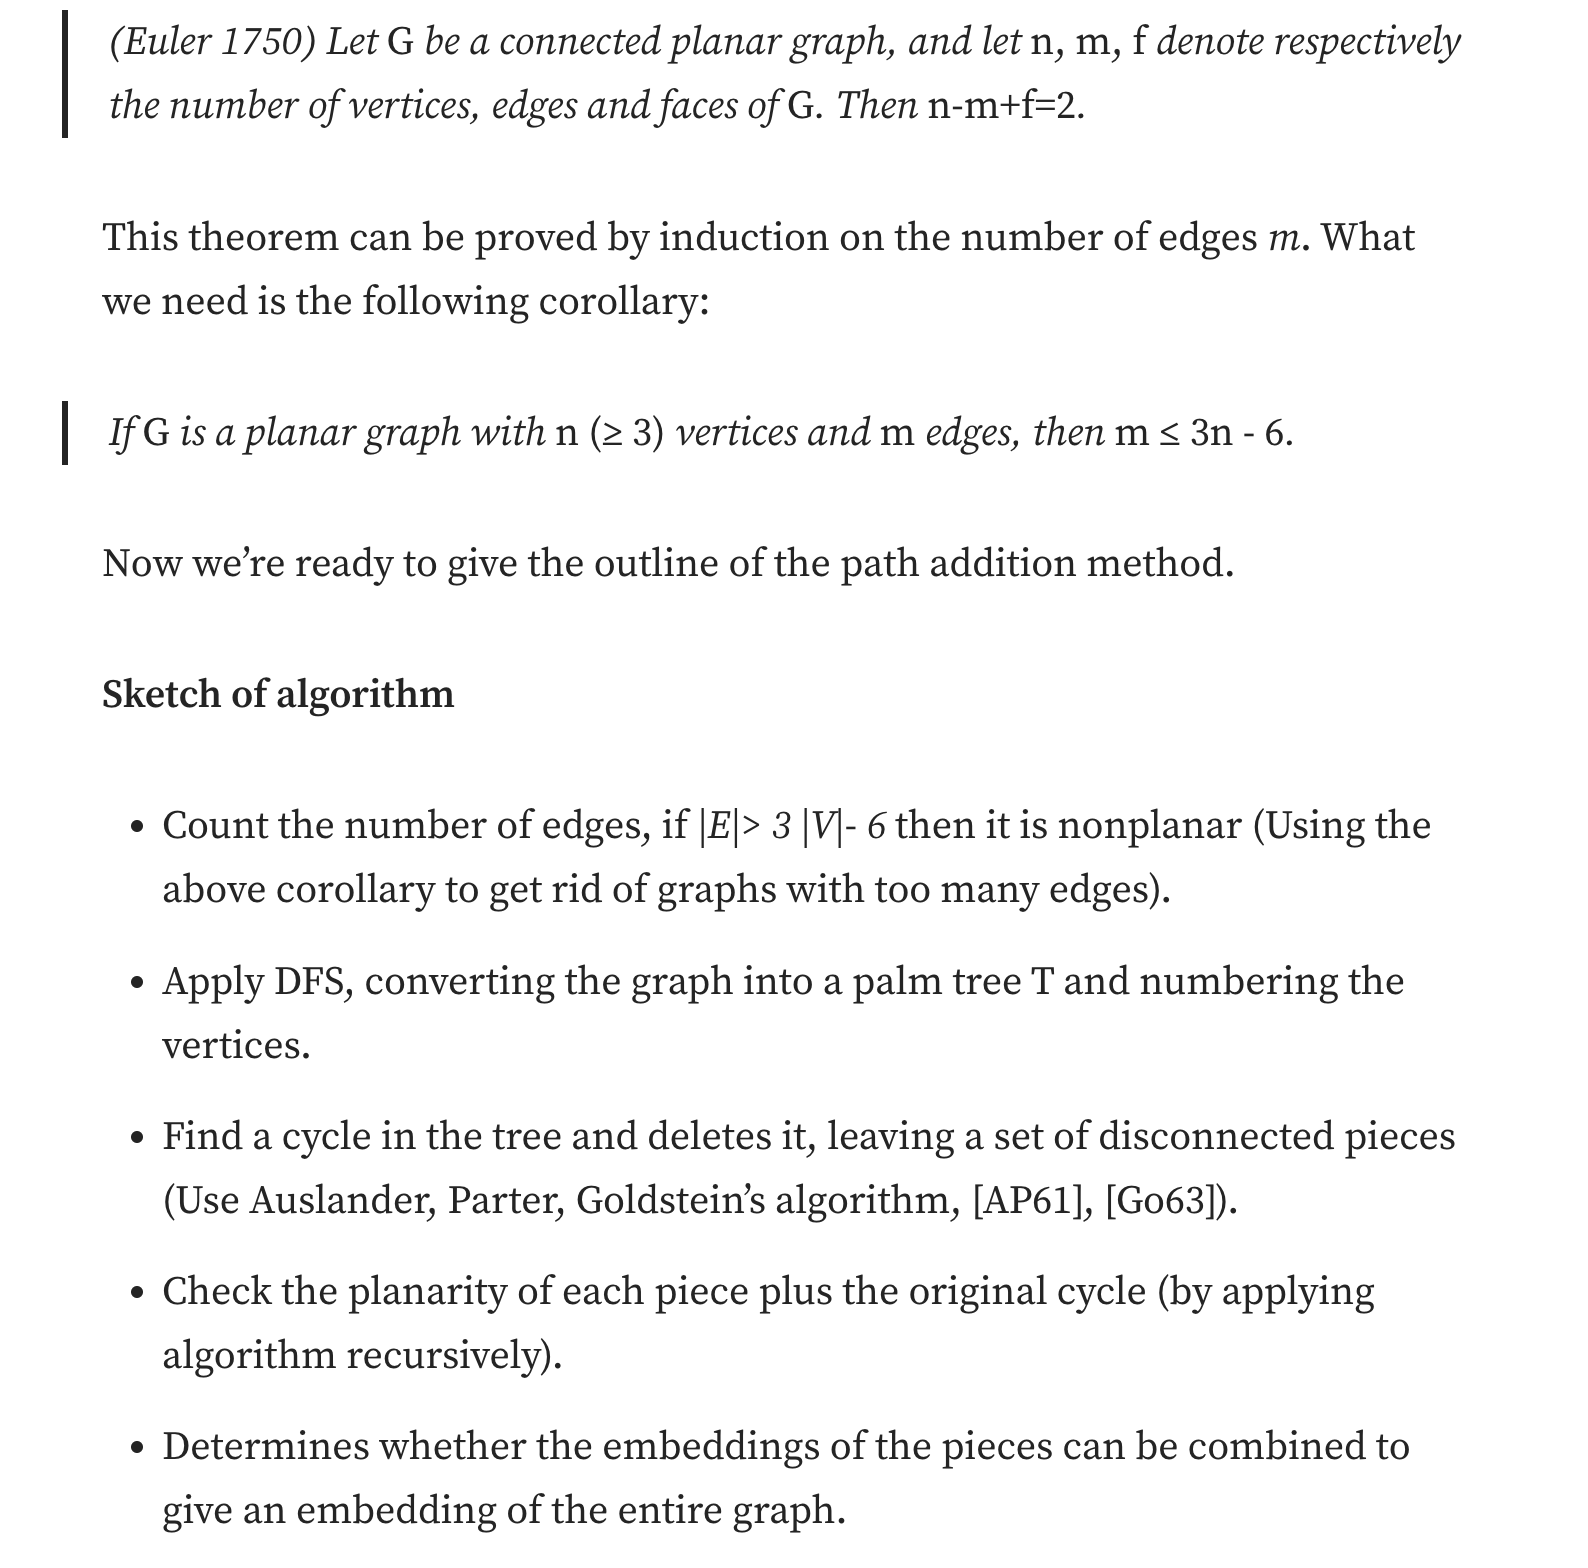 (Euler 1750) Let G be a connected planar graph, and let n, m, f denote respectively
the number of vertices, edges and faces of G. Then n-m+f=2.
This theorem can be proved by induction on the number of edges m. What
we need is the following corollary:
If G is a planar graph with n (≥ 3) vertices and m edges, then m ≤ 3n - 6.
Now we’re ready to give the outline of the path addition method.
Sketch of algorithm
• Count the number of edges, if |E|> 3 |V|- 6 then it is nonplanar (Using the
above corollary to get rid of graphs with too many edges).
• Apply DFS, converting the graph into a palm tree T and numbering the
vertices.
• Find a cycle in the tree and deletes it, leaving a set of disconnected pieces
(Use Auslander, Parter, Goldstein’s algorithm, [AP61], [Go63]).
• Check the planarity of each piece plus the original cycle (by applying
algorithm recursively).
• Determines whether the embeddings of the pieces can be combined to
give an embedding of the entire graph.